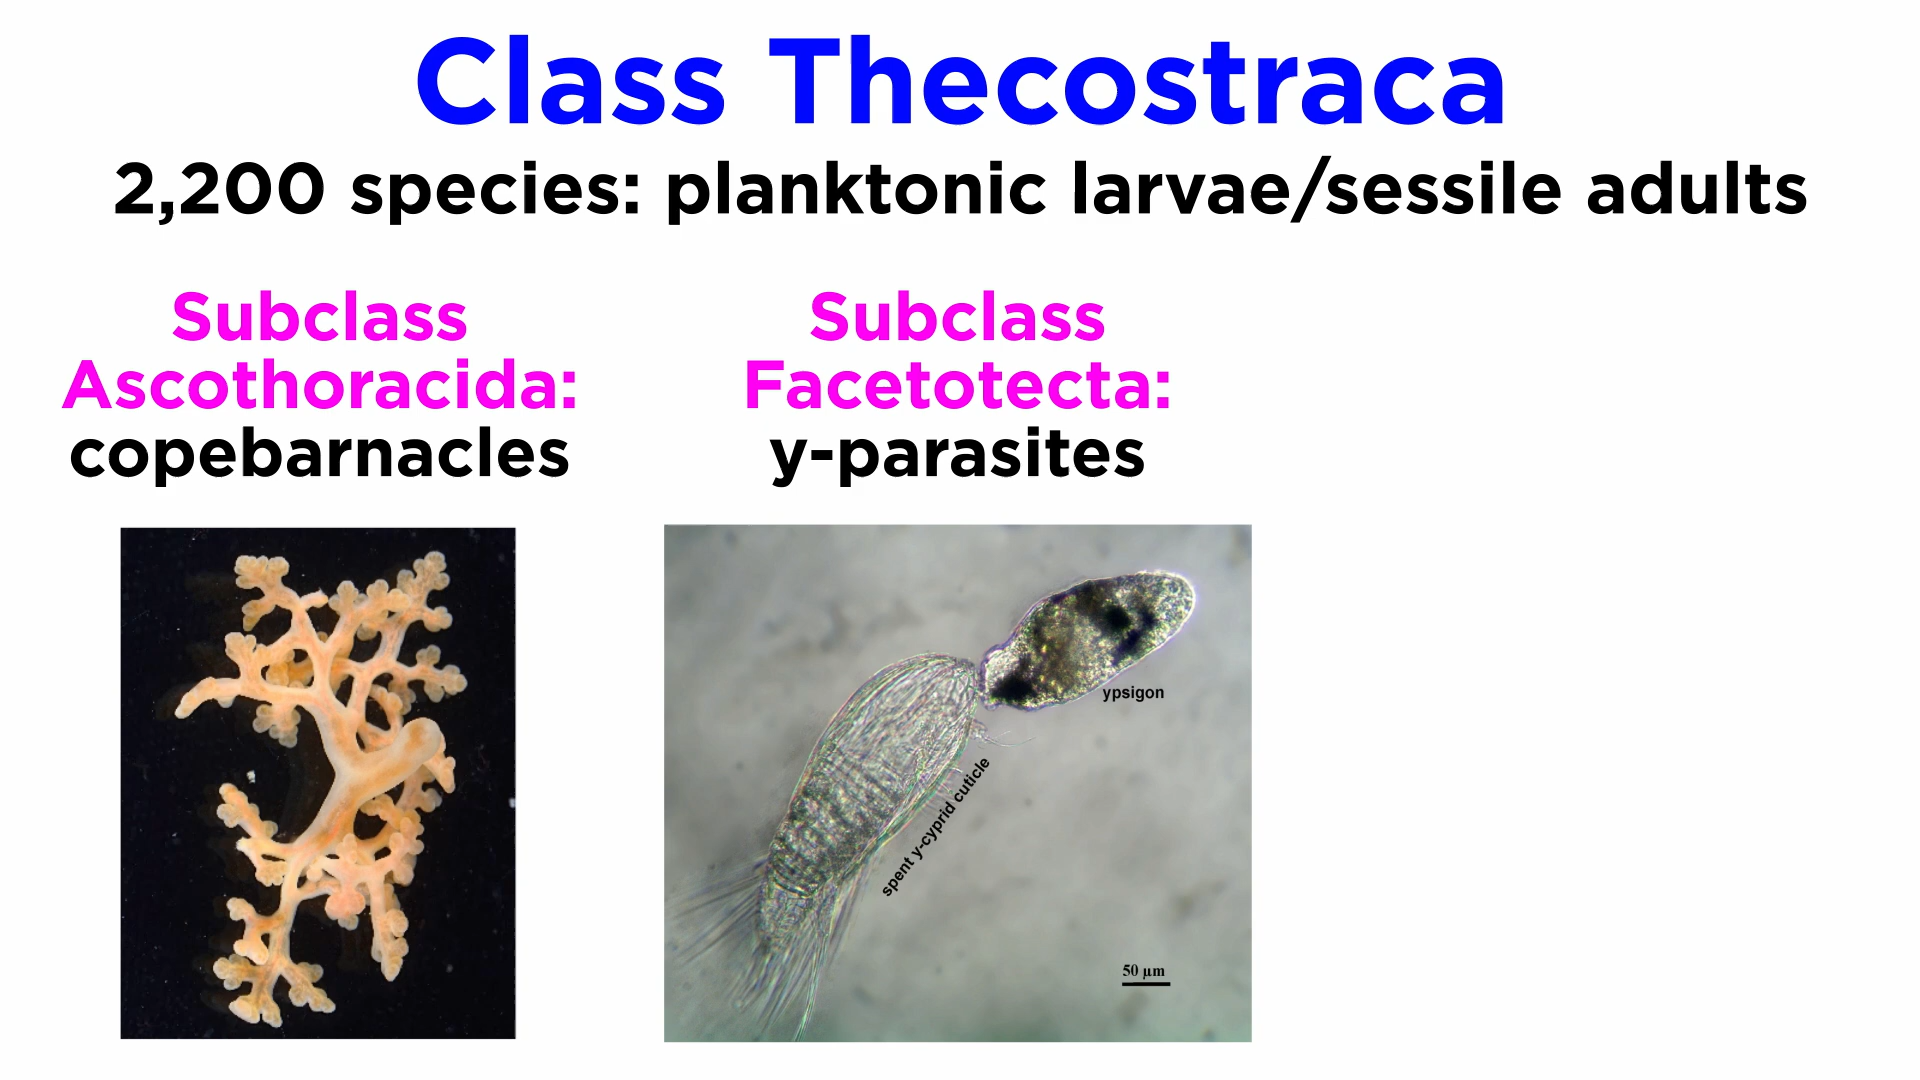 Class Thecostraca
2,200 species: planktonic larvae/sessile adults
Subclass
Ascothoracida:
copebarnacles
Subclass
Facetotecta:
y-parasites
ypsigon
spent y-cyprid cuticle
50 µm